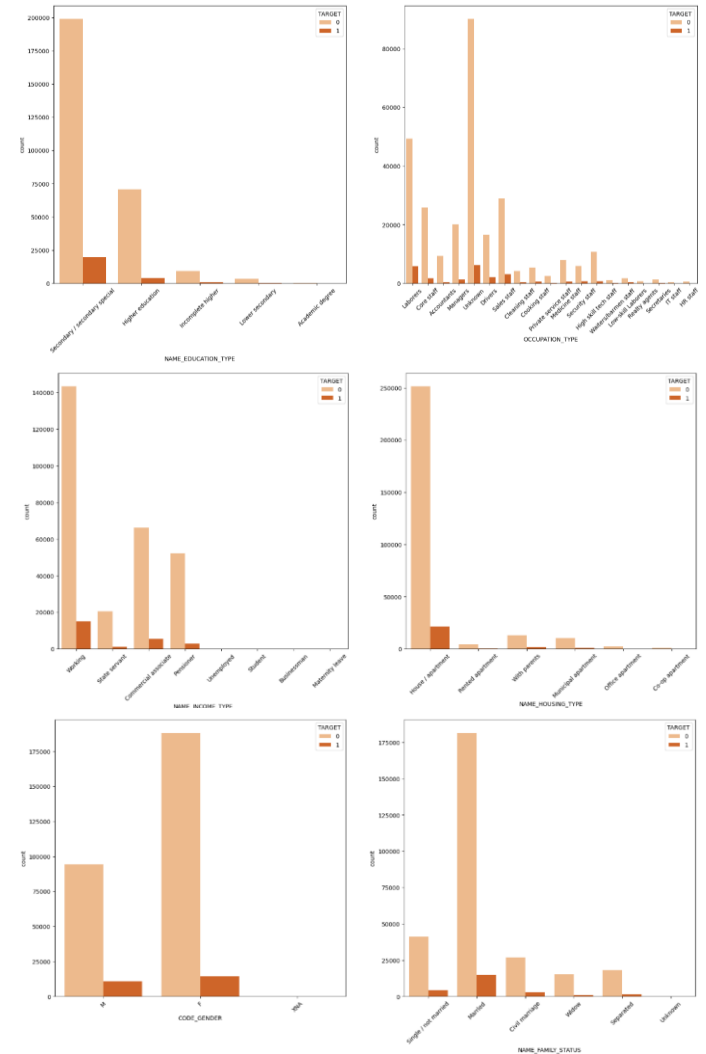 TARGET
0
1
200000
175000
150000
125000
100000
75000
50000
25000
0
count
Secondary / secondary special
Higher education
Incomplete higher
Lower secondary
Academic degree
NAME_EDUCATION_TYPE
TARGET
0
1
80000
60000
40000
20000
0
count
Laborers
Core staff
Accountants
Managers
Unknown
Drivers
Sales staff
Cleaning staff
Cooking staff
Private service staff
Medicine staff
Security staff
High skill tech staff
Waiters/barmen staff
Low-skill Laborers
Realty agents
Secretaries
IT staff
HR staff
OCCUPATION_TYPE
TARGET
0
1
140000
120000
100000
80000
60000
40000
20000
0
count
Working
State servant
Commercial associate
Pensioner
Unemployed
Student
Businessman
Maternity leave
NAME_INCOME_TYPE
TARGET
0
1
250000
200000
150000
100000
50000
0
count
House / apartment
Rented apartment
With parents
Municipal apartment
Office apartment
Co-op apartment
NAME_HOUSING_TYPE
TARGET
0
1
175000
150000
125000
100000
75000
50000
25000
0
count
M
F
XNA
CODE_GENDER
TARGET
0
1
175000
150000
125000
100000
75000
50000
25000
0
count
Single / not married
Married
Civil marriage
Widow
Separated
Unknown
NAME_FAMILY_STATUS